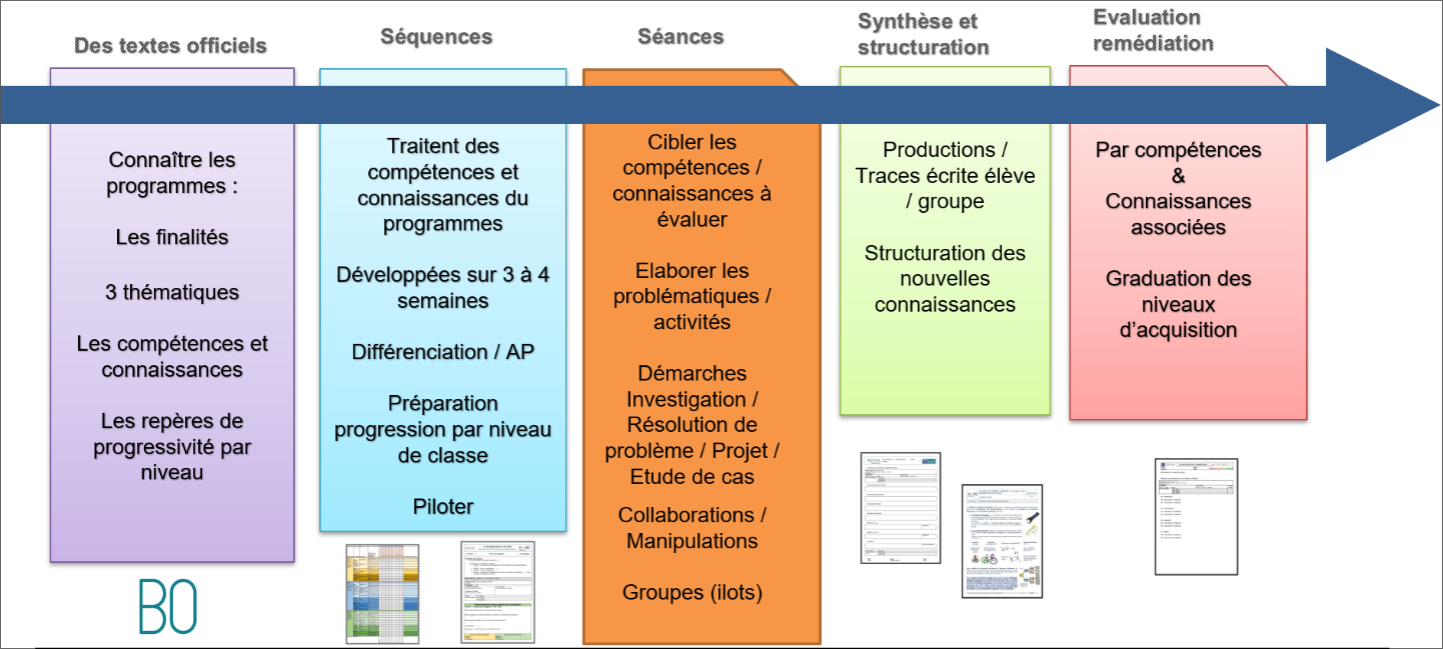 Des textes officiels
Connaître les
programmes :
Les finalités
3 thématiques
Les compétences et
connaissances
Les repères de
progressivité par
niveau
BO
Séquences
Traitent des
compétences et
connaissances du
programmes
Développées sur 3 à 4
semaines
Différenciation / AP
Préparation
progression par niveau
de classe
Piloter
Séances
Cibler les
compétences /
connaissances à
évaluer
Elaborer les
problématiques /
activités
Démarches
Investigation /
Résolution de
problème / Projet /
Etude de cas
Collaborations /
Manipulations
Groupes (ilots)
Synthèse et
structuration
Productions /
Traces écrite élève
/ groupe
Structuration des
nouvelles
connaissances
Evaluation
remédiation
Par compétences
&
Connaissances
associées
Graduation des
niveaux
d’acquisition